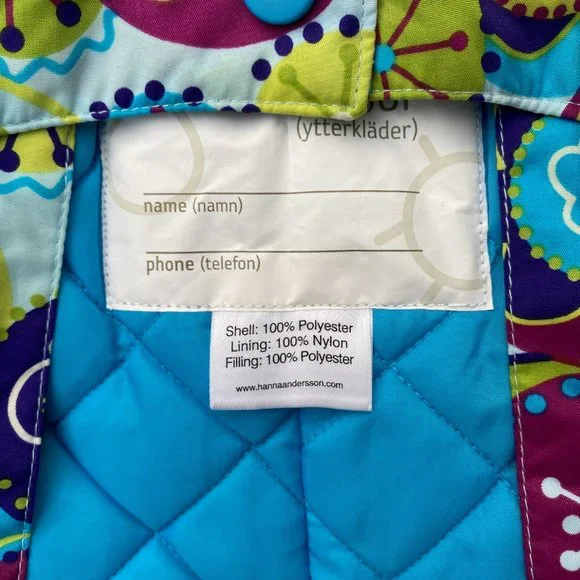 (ytterkläder)
name (namn)
phone (telefon)
Shell: 100% Polyester
Lining: 100% Nylon
Filling: 100% Polyester
www.hannaandersson.com